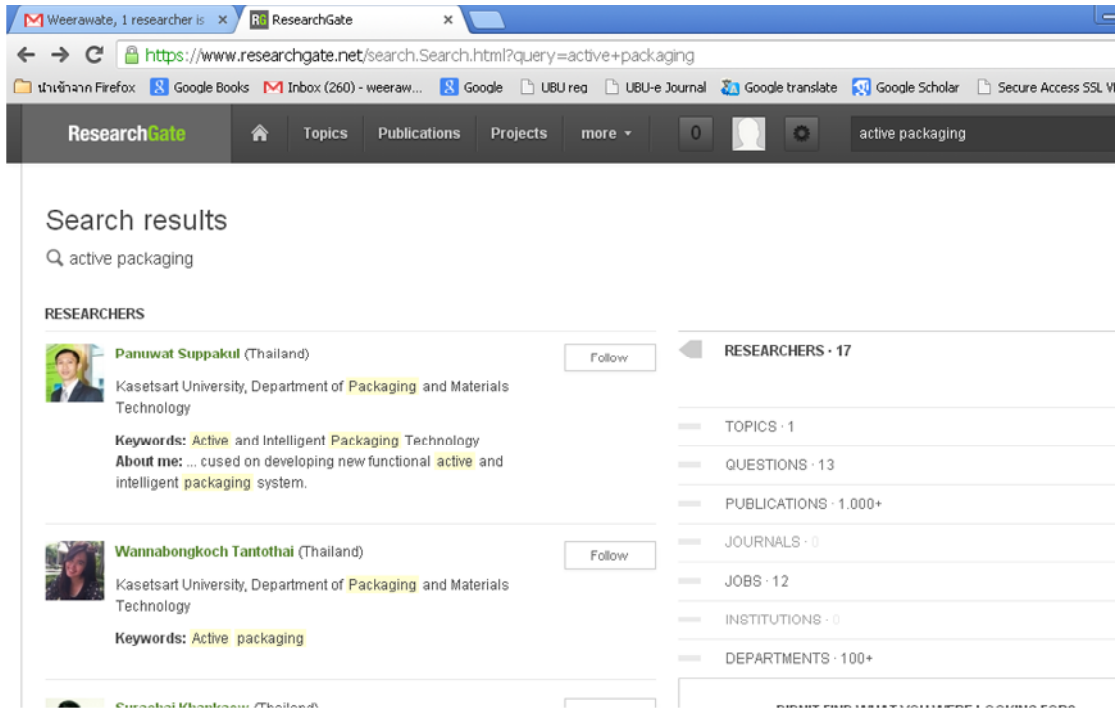 Weerawate, 1 researcher is
ResearchGate
https://www.researchgate.net/search.Search.html?query=active+packaging
นำเข้าจาก Firefox Google Books Inbox (260) - weeraw... Google UBU reg UBU-e Journal Google translate Google Scholar Secure Access SSL V
ResearchGate Topics Publications Projects more 0 active packaging
Search results
active packaging
RESEARCHERS
Panuwat Suppakul (Thailand)
Follow
Kasetsart University, Department of Packaging and Materials
Technology
Keywords: Active and Intelligent Packaging Technology
About me: ... cused on developing new functional active and
intelligent packaging system.
Wannabongkoch Tantothai (Thailand)
Follow
Kasetsart University, Department of Packaging and Materials
Technology
Keywords: Active packaging
RESEARCHERS · 17
TOPICS · 1
QUESTIONS · 13
PUBLICATIONS · 1.000+
JOURNALS · 0
JOBS · 12
INSTITUTIONS · 0
DEPARTMENTS · 100+